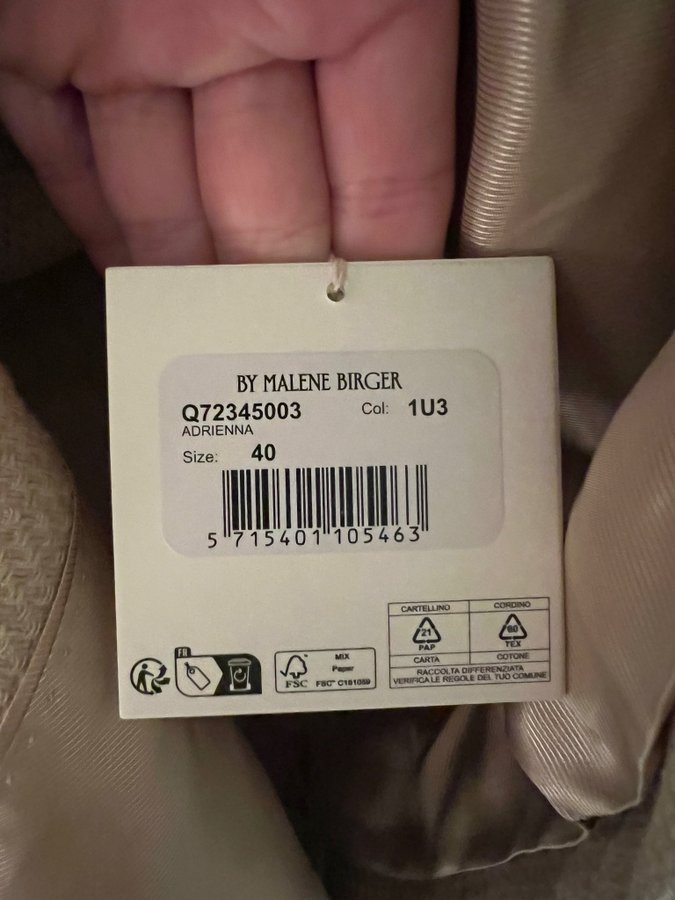 BY MALENE BIRGER
Q72345003 Col: 1U3
ADRIENNA
Size: 40
5 715401 105463
CARTELLINO CORDINO
21 60
PAP TEX
CARTA COTONE
RACCOLTA DIFFERENZIATA
VERIFICA LE REGOLE DEL TUO COMUNE
FR
FSC™
MIX
Paper
FSC® C181059